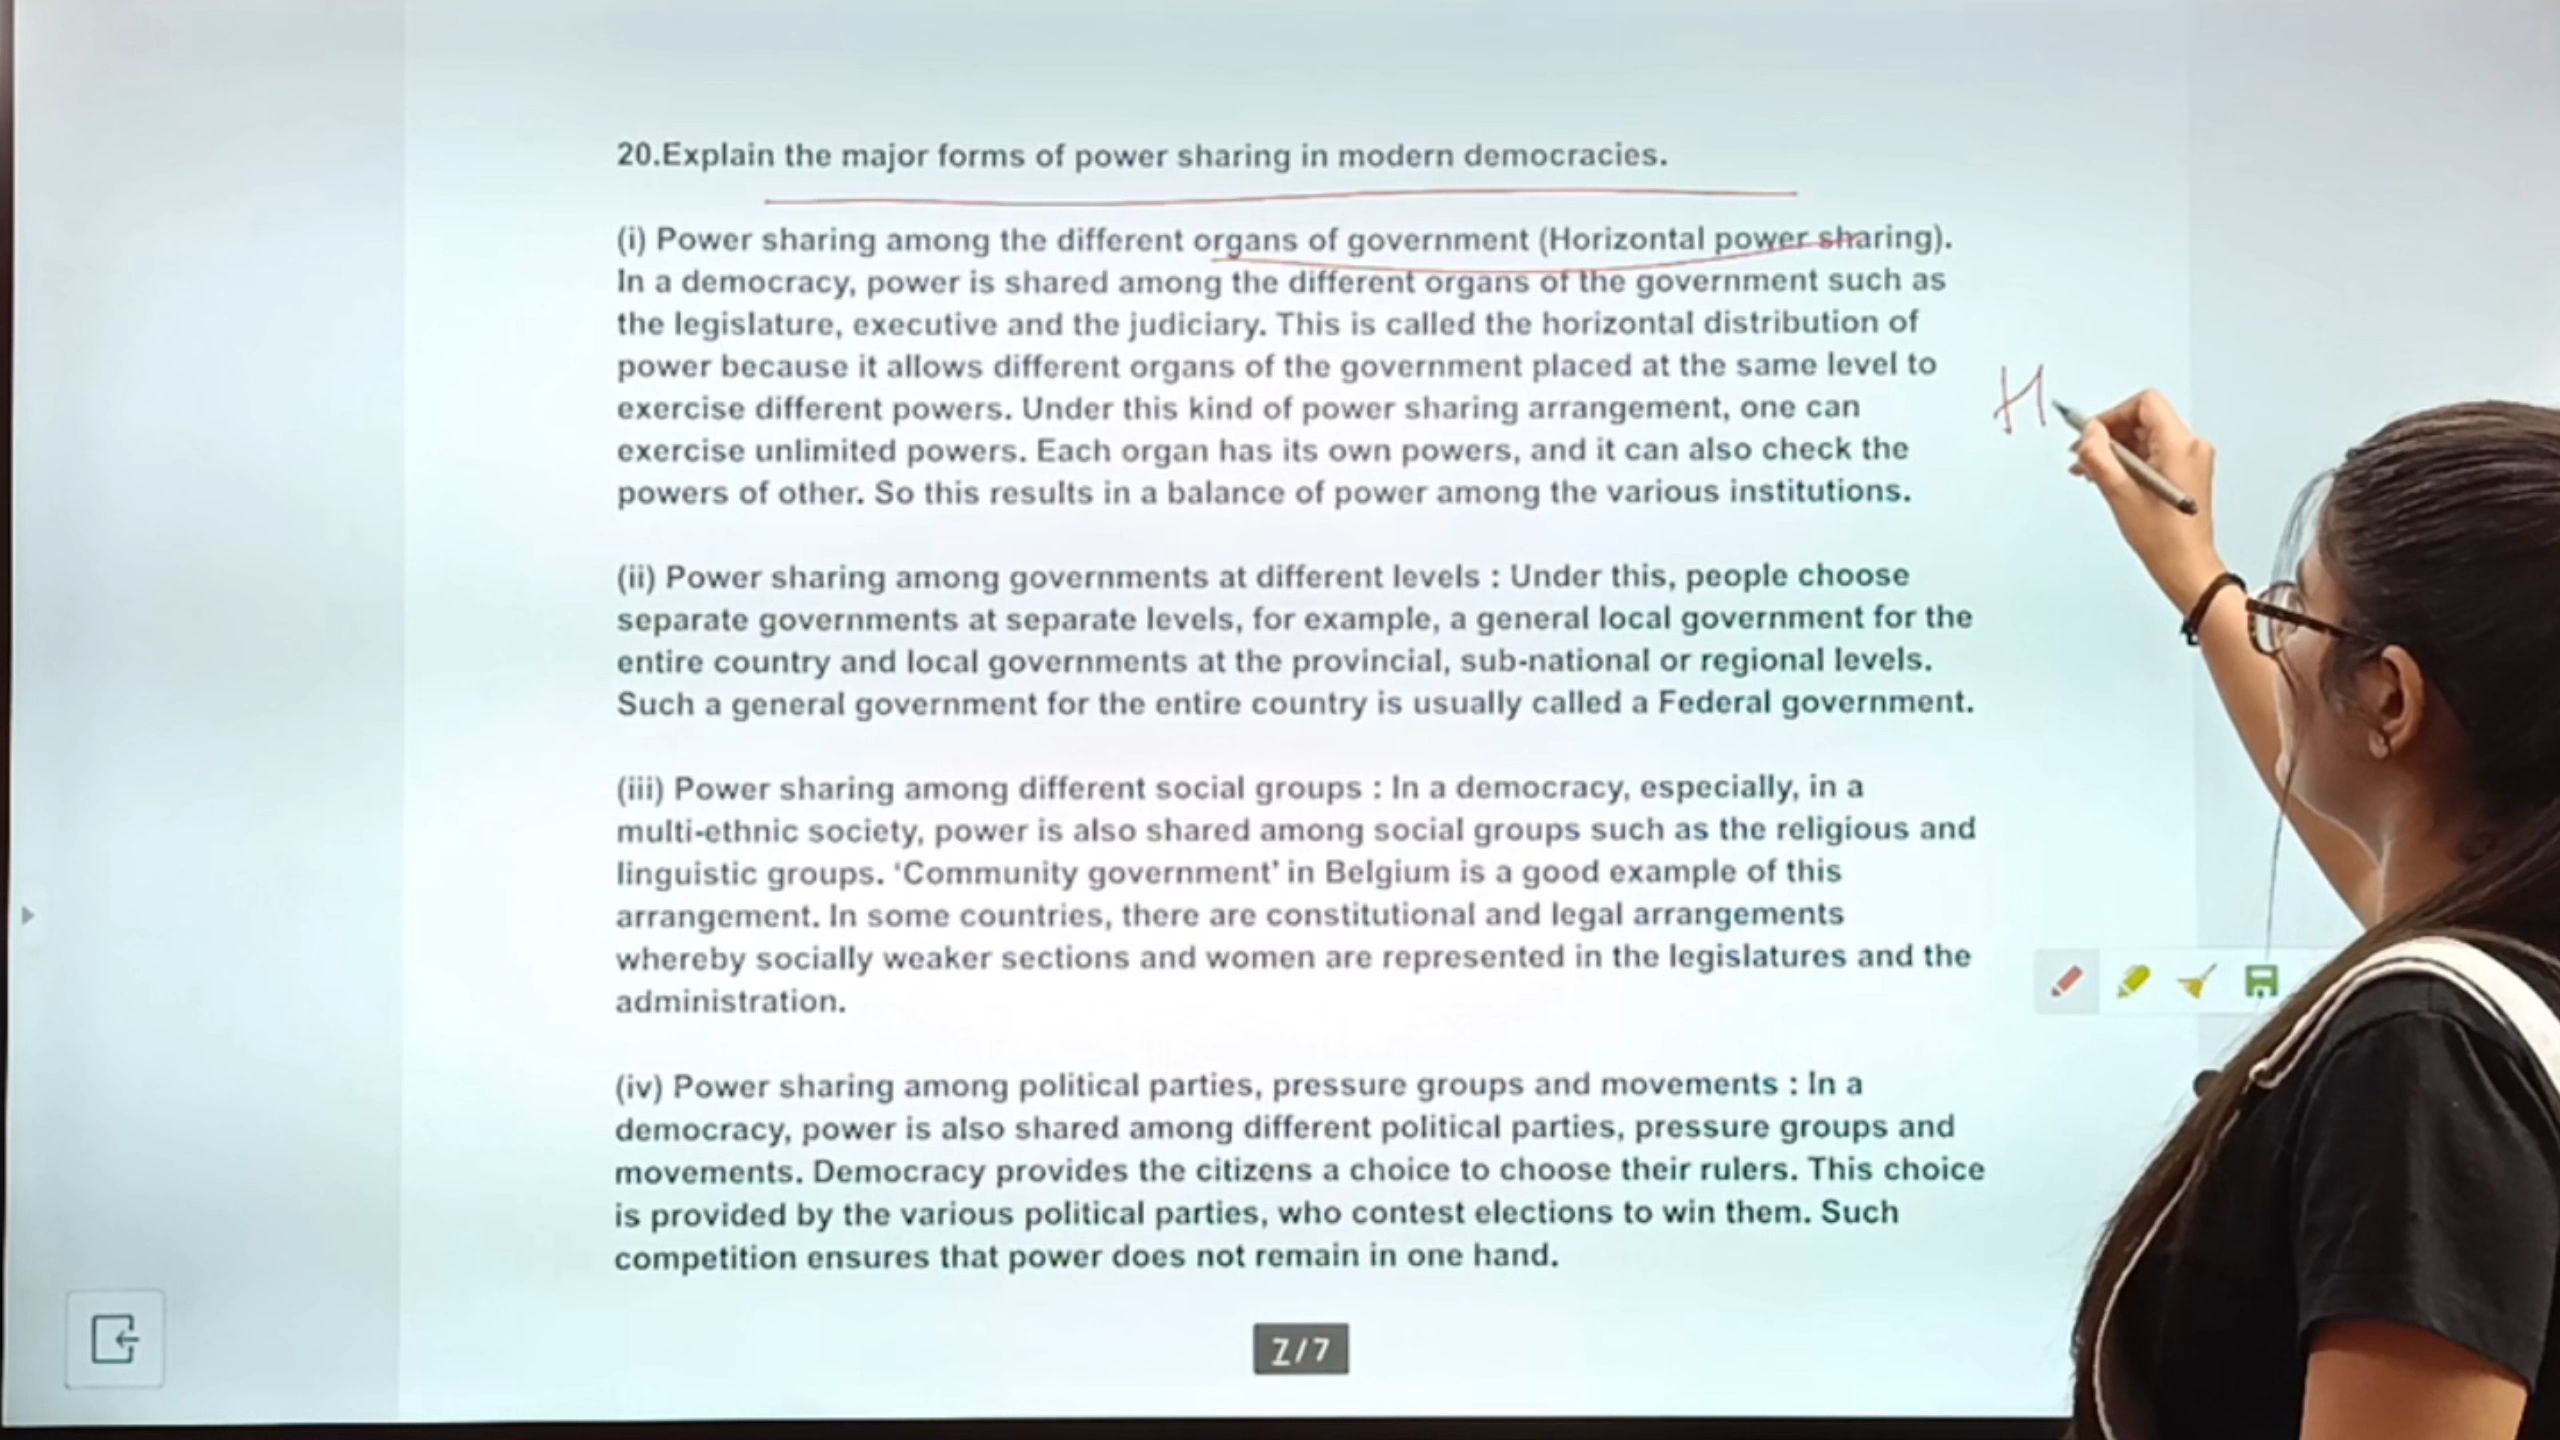 20.Explain the major forms of power sharing in modern democracies.
(i) Power sharing among the different organs of government (Horizontal power sharing).
In a democracy, power is shared among the different organs of the government such as
the legislature, executive and the judiciary. This is called the horizontal distribution of
power because it allows different organs of the government placed at the same level to
exercise different powers. Under this kind of power sharing arrangement, one can
exercise unlimited powers. Each organ has its own powers, and it can also check the
powers of other. So this results in a balance of power among the various institutions.
(ii) Power sharing among governments at different levels : Under this, people choose
separate governments at separate levels, for example, a general local government for the
entire country and local governments at the provincial, sub-national or regional levels.
Such a general government for the entire country is usually called a Federal government.
(iii) Power sharing among different social groups : In a democracy, especially, in a
multi-ethnic society, power is also shared among social groups such as the religious and
linguistic groups. ‘Community government’ in Belgium is a good example of this
arrangement. In some countries, there are constitutional and legal arrangements
whereby socially weaker sections and women are represented in the legislatures and the
administration.
(iv) Power sharing among political parties, pressure groups and movements : In a
democracy, power is also shared among different political parties, pressure groups and
movements. Democracy provides the citizens a choice to choose their rulers. This choice
is provided by the various political parties, who contest elections to win them. Such
competition ensures that power does not remain in one hand.
H
7/7